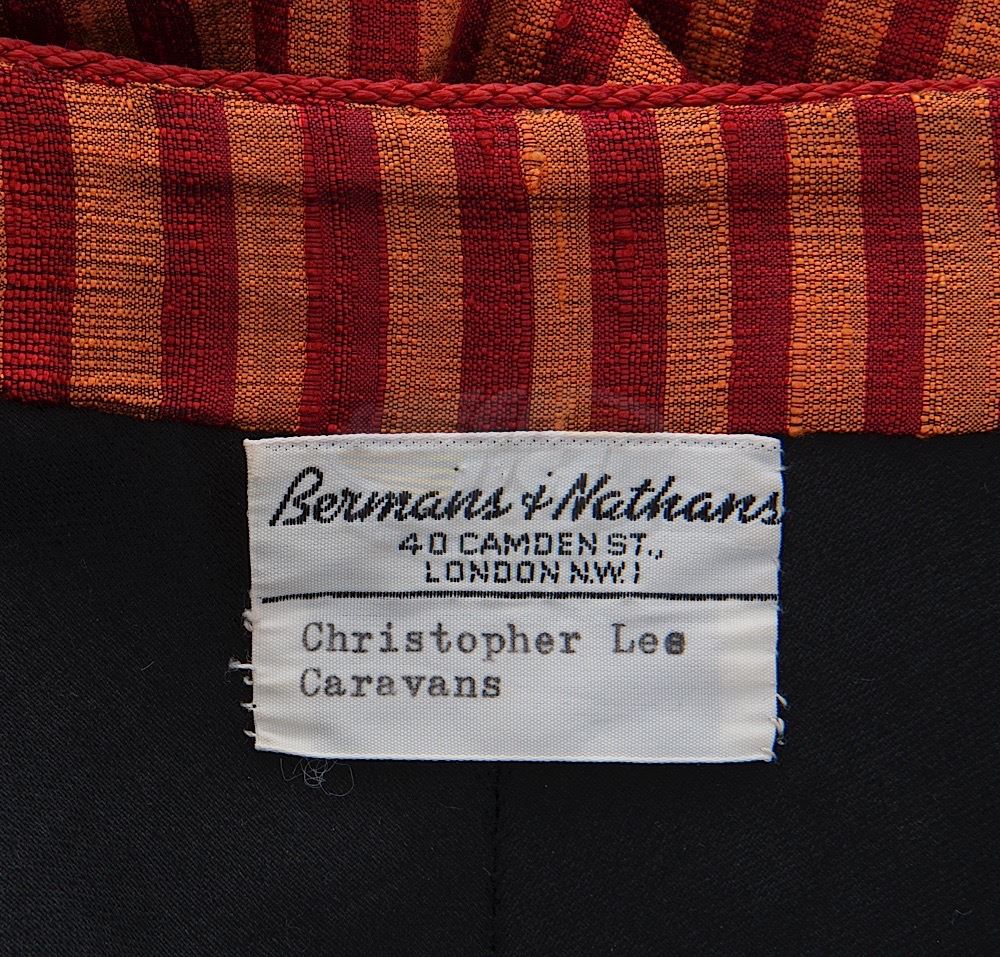 Bermans & Nathans
40 CAMDEN ST.,
LONDON N.W.1
Christopher Lee
Caravans